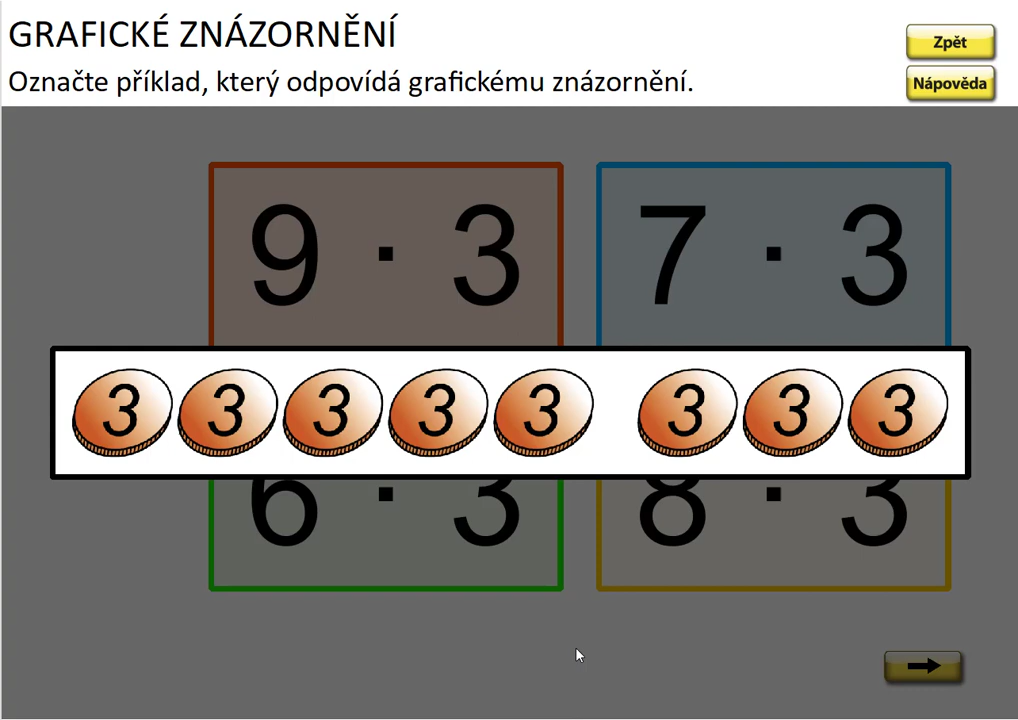 GRAFICKÉ ZNÁZORNĚNÍ
Označte příklad, který odpovídá grafickému znázornění.
Zpět
Nápověda
9 · 3
7 · 3
3 3 3 3 3 3 3 3
6 · 3
8 · 3